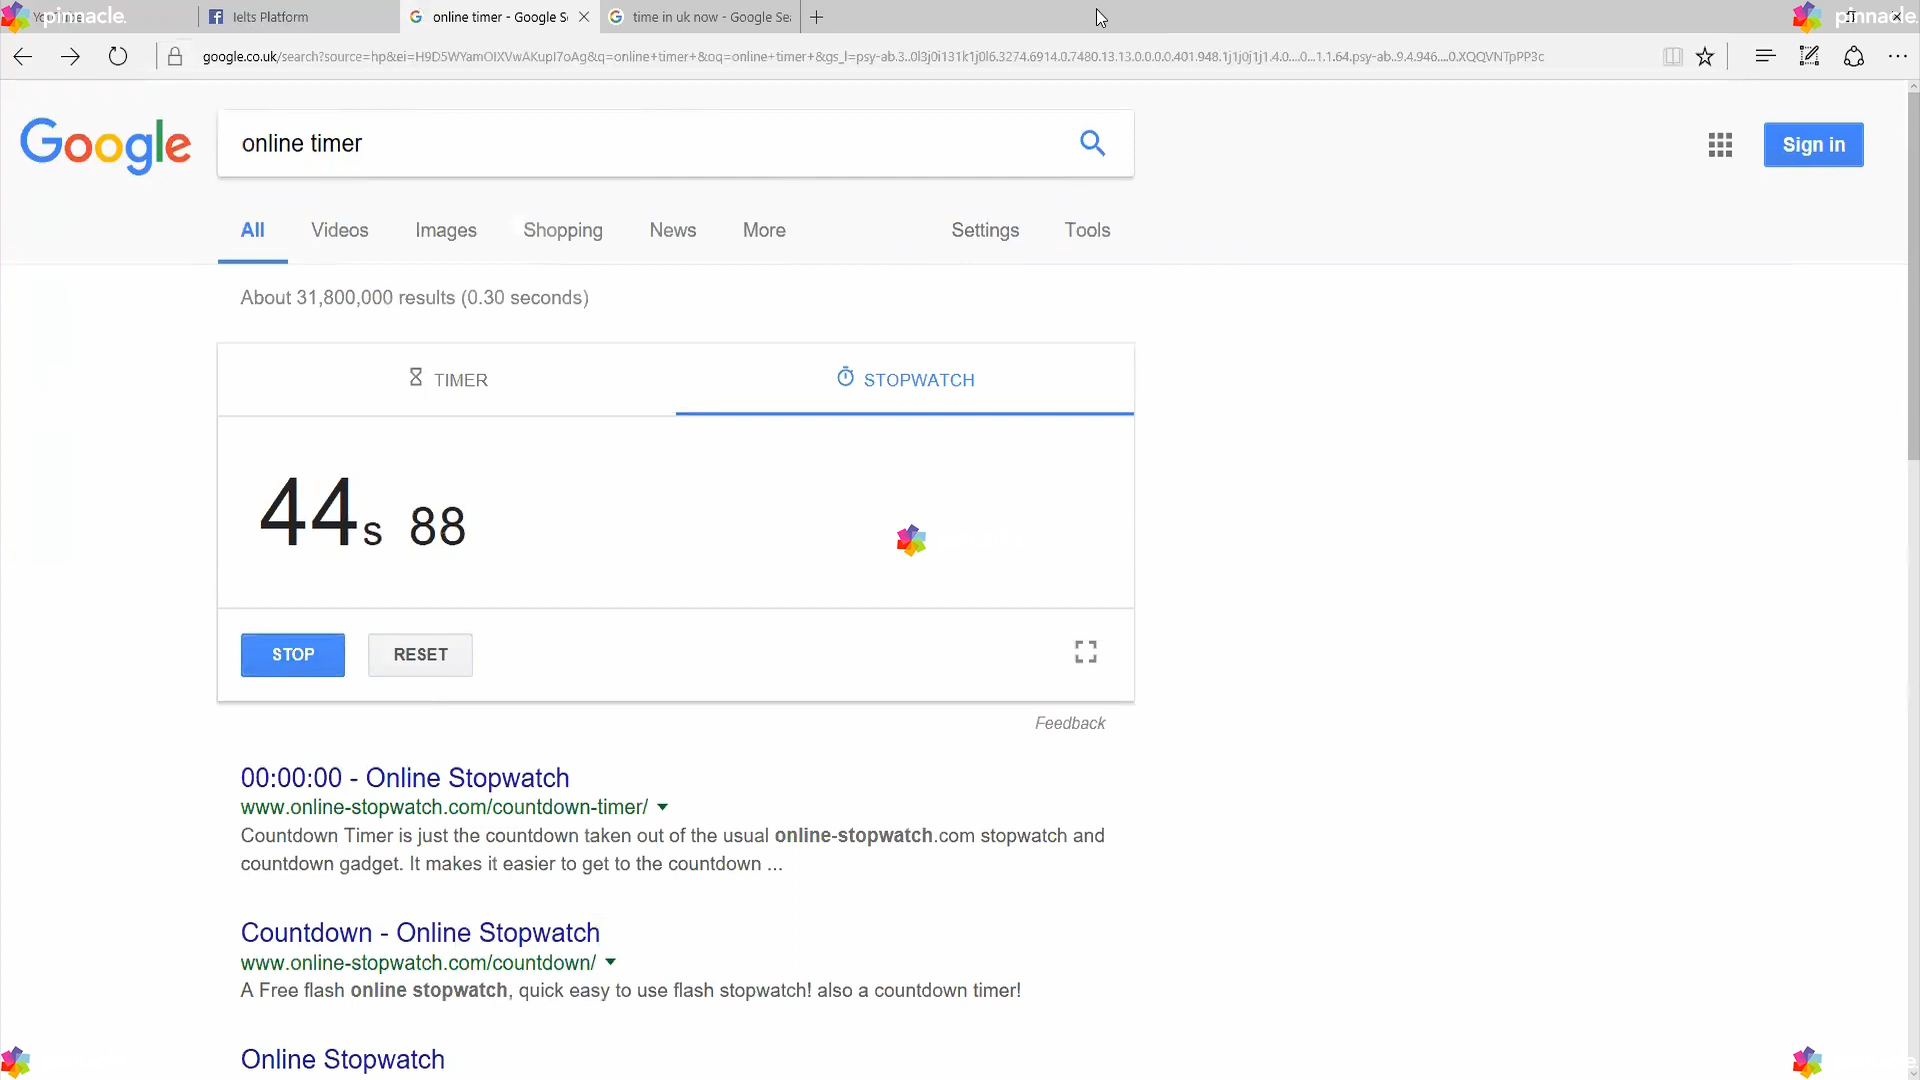 pinnacle.
Ielts Platform
online timer - Google S
time in uk now - Google Sea
pinnacle.
google.co.uk/search?source=hp&ei=H9D5WYamOIXVwAKupI7oAg&q=online+timer+&oq=online+timer+&gs_l=psy-ab.3..0l3j0i131k1j0l6.3274.6914.0.7480.13.13.0.0.0.0.401.948.1j1j0j1j1.4.0....0...1.1.64.psy-ab..9.4.946....0.XQQVNTpPP3c
Google
online timer
Sign in
All
Videos
Images
Shopping
News
More
Settings
Tools
About 31,800,000 results (0.30 seconds)
TIMER
STOPWATCH
44s 88
STOP
RESET
Feedback
00:00:00 - Online Stopwatch
www.online-stopwatch.com/countdown-timer/
Countdown Timer is just the countdown taken out of the usual online-stopwatch.com stopwatch and
countdown gadget. It makes it easier to get to the countdown ...
Countdown - Online Stopwatch
www.online-stopwatch.com/countdown/
A Free flash online stopwatch, quick easy to use flash stopwatch! also a countdown timer!
Online Stopwatch